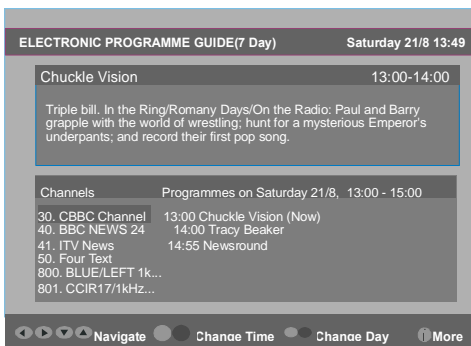 ELECTRONIC PROGRAMME GUIDE(7 Day) Saturday 21/8 13:49
Chuckle Vision 13:00-14:00
Triple bill. In the Ring/Romany Days/On the Radio: Paul and Barry
grapple with the world of wrestling; hunt for a mysterious Emperor's
underpants; and record their first pop song.
Channels Programmes on Saturday 21/8, 13:00 - 15:00
30. CBBC Channel 13:00 Chuckle Vision (Now)
40. BBC NEWS 24 14:00 Tracy Beaker
41. ITV News 14:55 Newsround
50. Four Text
800. BLUE/LEFT 1k...
801. CCIR17/1kHz...
Navigate Change Time Change Day i More